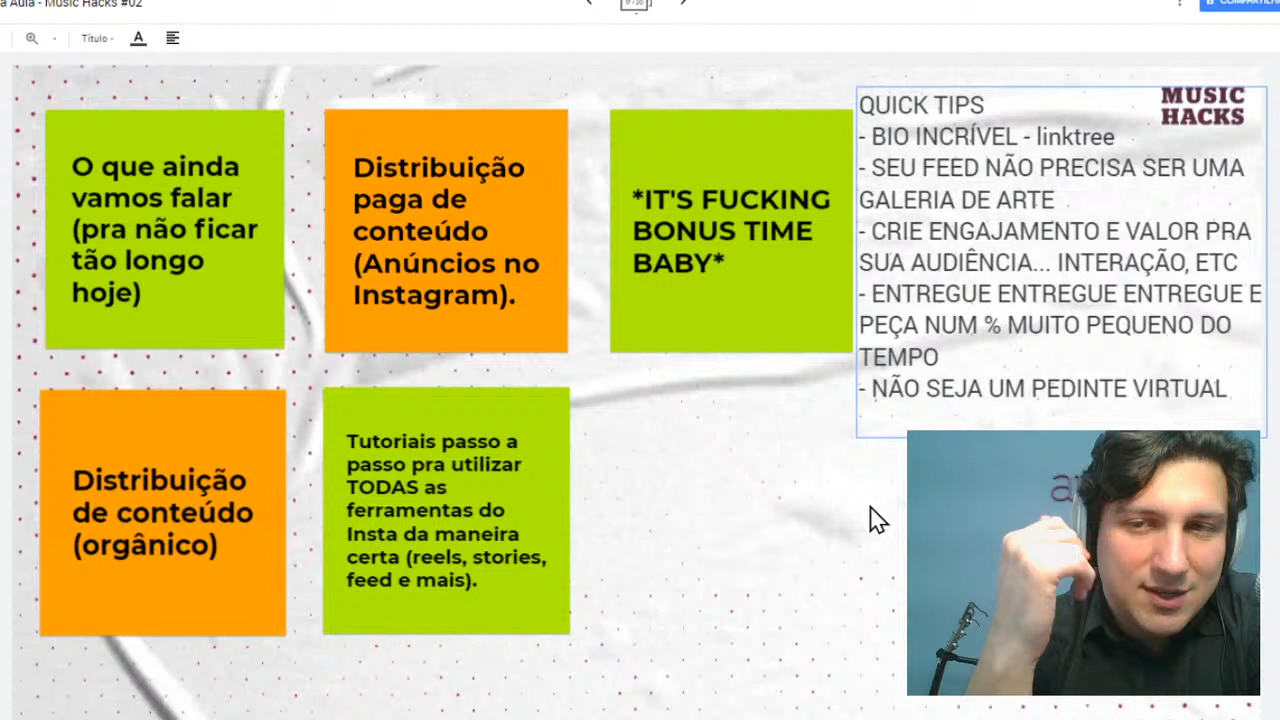 a Aula - Music Hacks #02
Título
A
O que ainda
vamos falar
(pra não ficar
tão longo
hoje)
Distribuição
paga de
conteúdo
(Anúncios no
Instagram).
*IT'S FUCKING
BONUS TIME
BABY*
QUICK TIPS
- BIO INCRÍVEL - linktree
- SEU FEED NÃO PRECISA SER UMA
GALERIA DE ARTE
- CRIE ENGAJAMENTO E VALOR PRA
SUA AUDIÊNCIA... INTERAÇÃO, ETC
- ENTREGUE ENTREGUE ENTREGUE E
PEÇA NUM % MUITO PEQUENO DO
TEMPO
- NÃO SEJA UM PEDINTE VIRTUAL
MUSIC
HACKS
Distribuição
de conteúdo
(orgânico)
Tutoriais passo a
passo pra utilizar
TODAS as
ferramentas do
Insta da maneira
certa (reels, stories,
feed e mais).